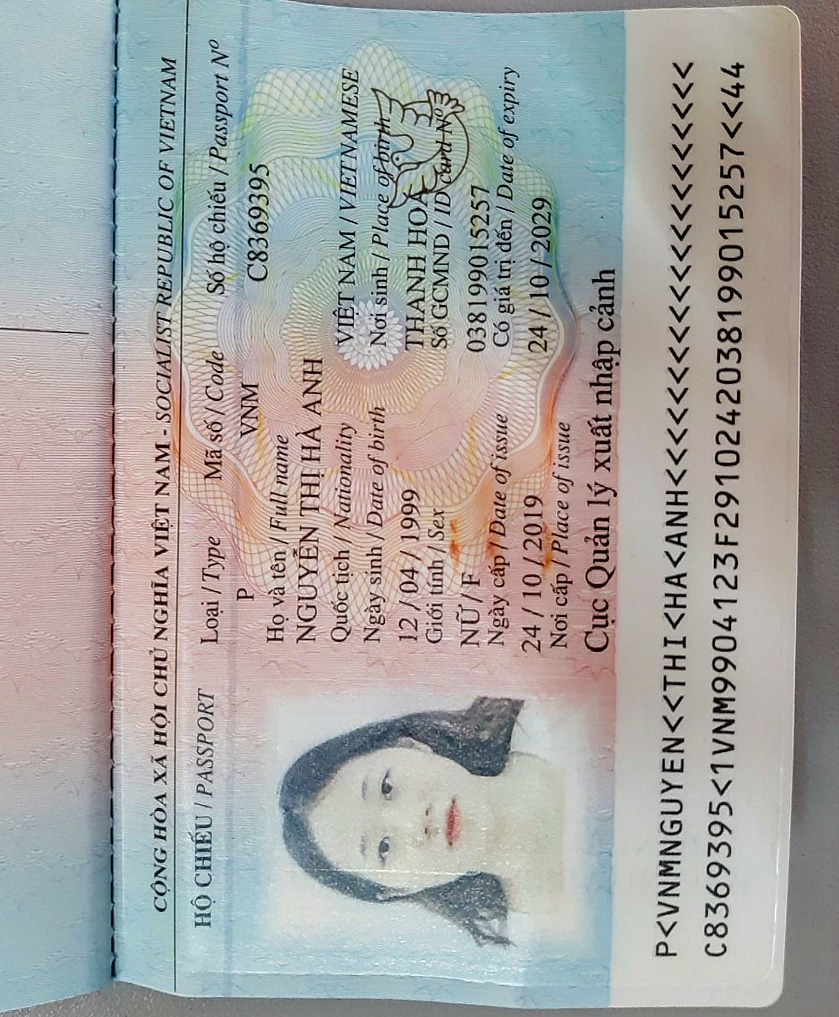 CỘNG HÒA XÃ HỘI CHỦ NGHĨA VIỆT NAM - SOCIALIST REPUBLIC OF VIETNAM
HỘ CHIẾU / PASSPORT
Loại / Type Mã số / Code Số hộ chiếu / Passport Nº
P VNM C8369395
Họ và tên / Full name
NGUYỄN THỊ HÀ ANH
Quốc tịch / Nationality VIỆT NAM / VIETNAMESE
Ngày sinh / Date of birth Nơi sinh / Place of birth
12 / 04 / 1999 THANH HOÁ
Giới tính / Sex Số GCMND / ID card Nº
NỮ / F 038199015257
Ngày cấp / Date of issue Có giá trị đến / Date of expiry
24 / 10 / 2019 24 / 10 / 2029
Nơi cấp / Place of issue
Cục Quản lý xuất nhập cảnh
P<VNMNGUYEN<<THI<HA<ANH<<<<<<<<<<<<<<<<<<<<<
C8369395<1VNM9904123F2910242038199015257<<44